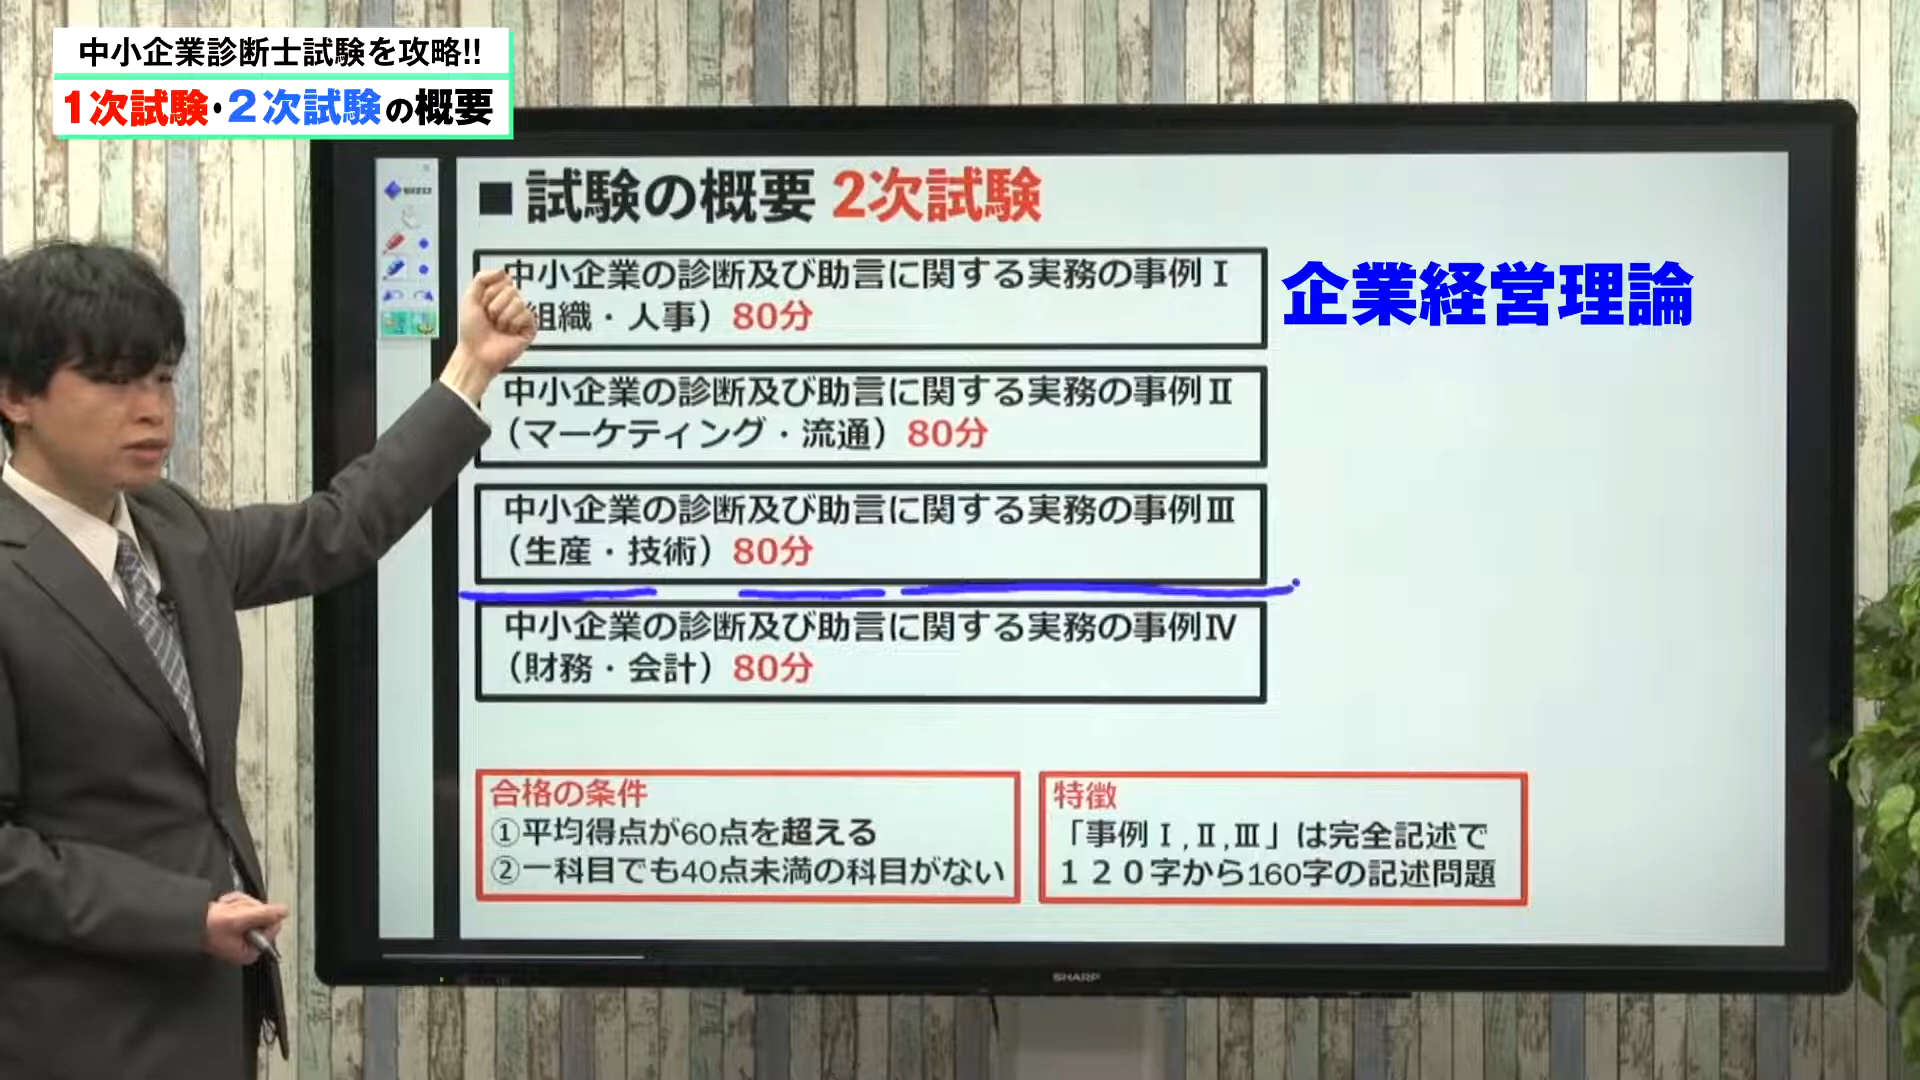 中小企業診断士試験を攻略!!
1次試験・2次試験の概要
■試験の概要 2次試験
中小企業の診断及び助言に関する実務の事例Ⅰ
組織・人事）80分
企業経営理論
中小企業の診断及び助言に関する実務の事例Ⅱ
（マーケティング・流通）80分
中小企業の診断及び助言に関する実務の事例Ⅲ
（生産・技術）80分
中小企業の診断及び助言に関する実務の事例Ⅳ
（財務・会計）80分
合格の条件
①平均得点が60点を超える
②一科目でも40点未満の科目がない
特徴
「事例Ⅰ,Ⅱ,Ⅲ」は完全記述で
１２０字から160字の記述問題
SHARP